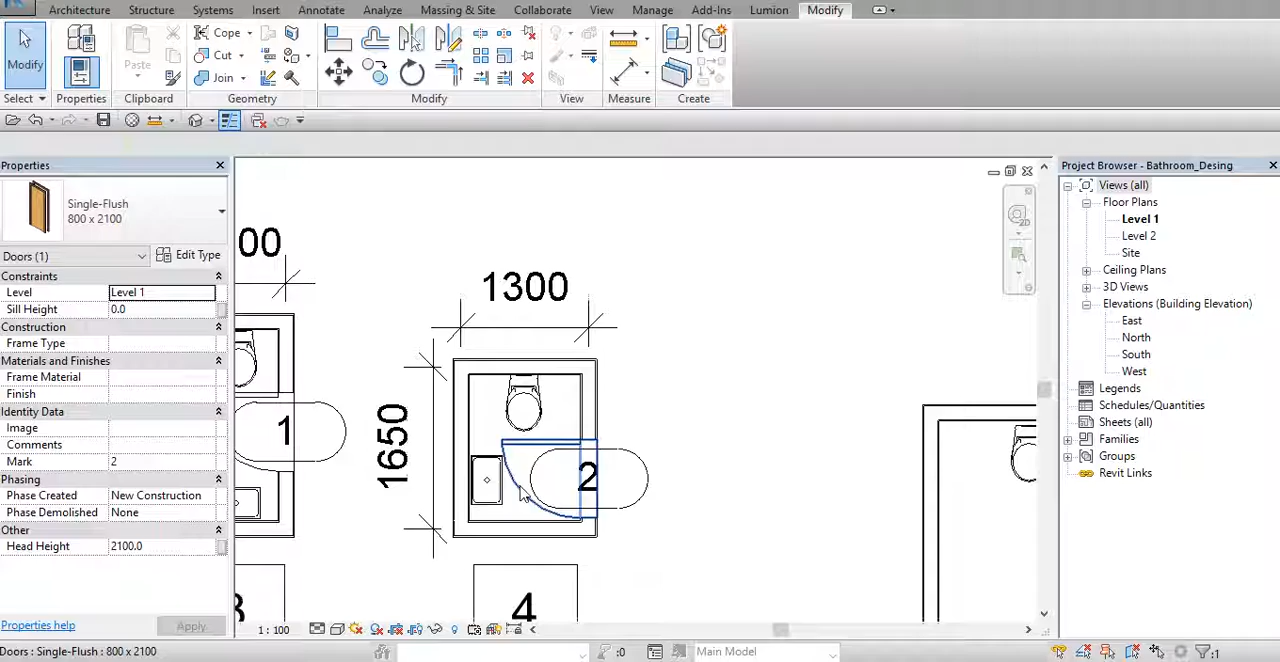 Architecture Structure Systems Insert Annotate Analyze Massing & Site Collaborate View Manage Add-Ins Lumion Modify
Modify
Paste
Cope
Cut
Join
Select Properties Clipboard Geometry Modify View Measure Create
Properties
Single-Flush
800 x 2100
Doors (1) Edit Type
Constraints
Level Level 1
Sill Height 0.0
Construction
Frame Type
Materials and Finishes
Frame Material
Finish
Identity Data
Image
Comments
Mark 2
Phasing
Phase Created New Construction
Phase Demolished None
Other
Head Height 2100.0
Properties help Apply
00
1300
1650
1
2
3
4
2D
1 : 100
Project Browser - Bathroom_Desing
Views (all)
Floor Plans
Level 1
Level 2
Site
Ceiling Plans
3D Views
Elevations (Building Elevation)
East
North
South
West
Legends
Schedules/Quantities
Sheets (all)
Families
Groups
Revit Links
Doors : Single-Flush : 800 x 2100
:0
Main Model
:1